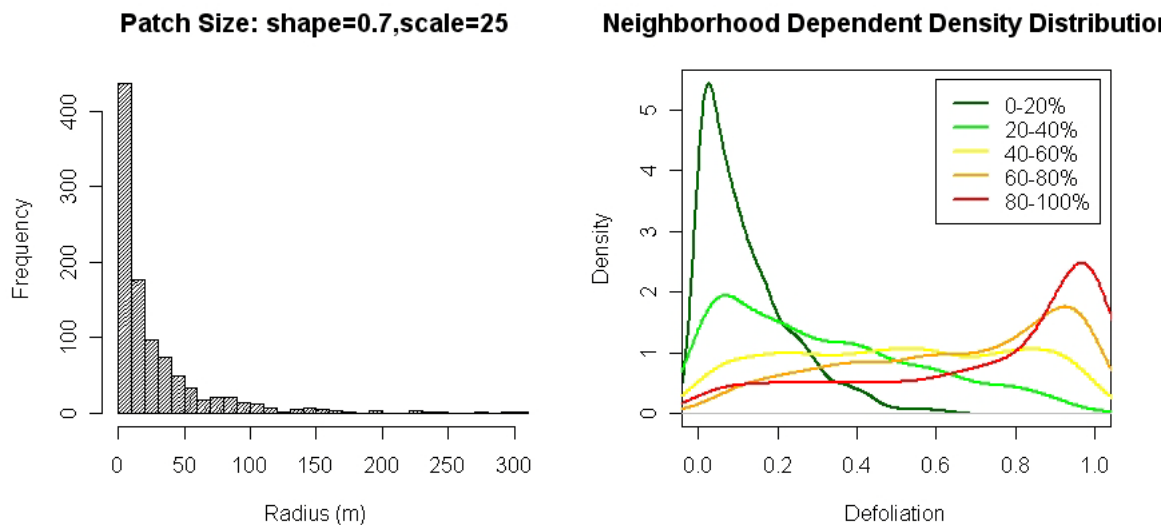 Patch Size: shape=0.7,scale=25
Frequency
400
300
200
100
0
0 50 100 150 200 250 300
Radius (m)
Neighborhood Dependent Density Distribution
Density
5
4
3
2
1
0
0-20%
20-40%
40-60%
60-80%
80-100%
0.0 0.2 0.4 0.6 0.8 1.0
Defoliation